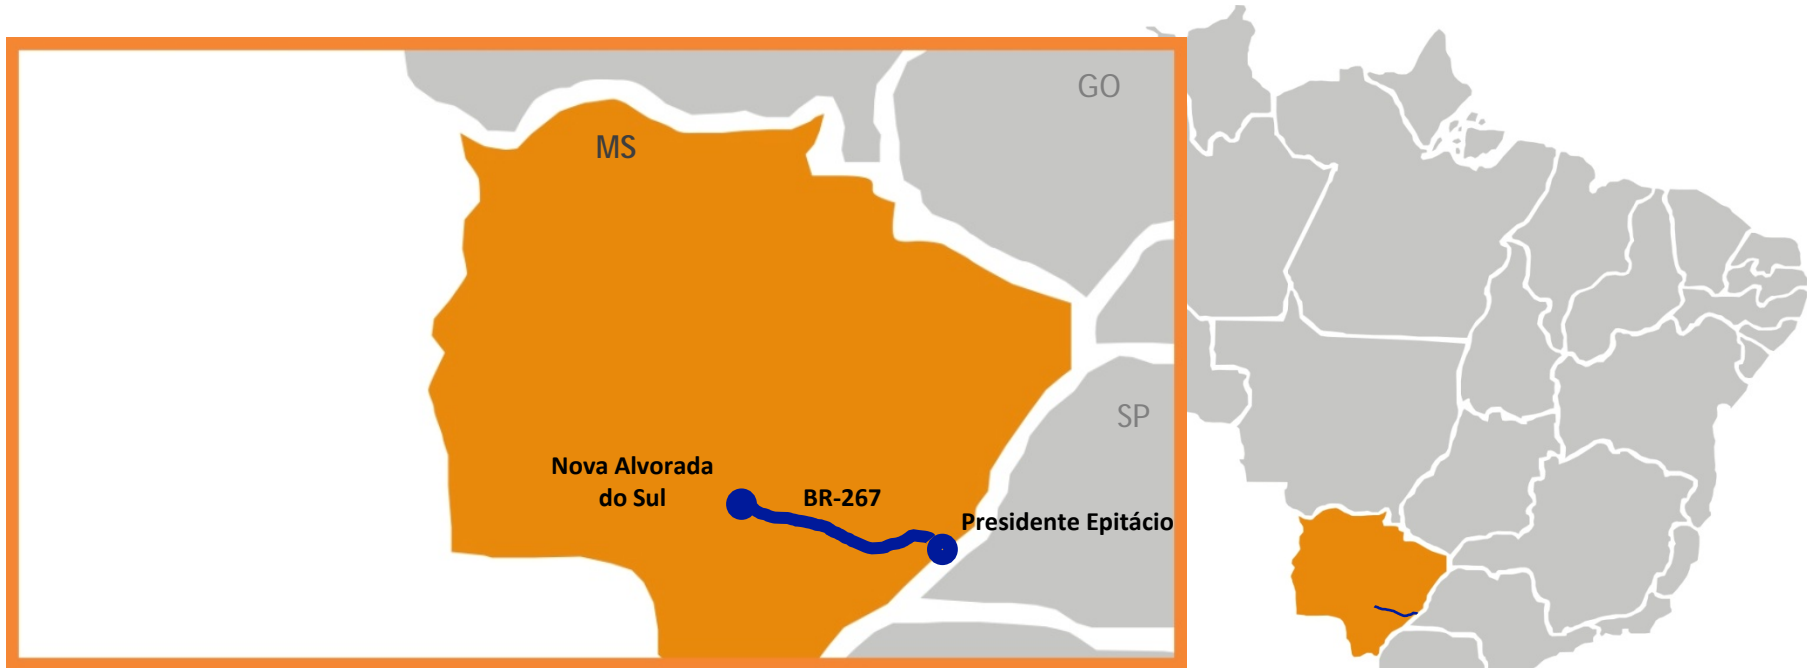 GO
MS
SP
Nova Alvorada
do Sul
BR-267
Presidente Epitácio